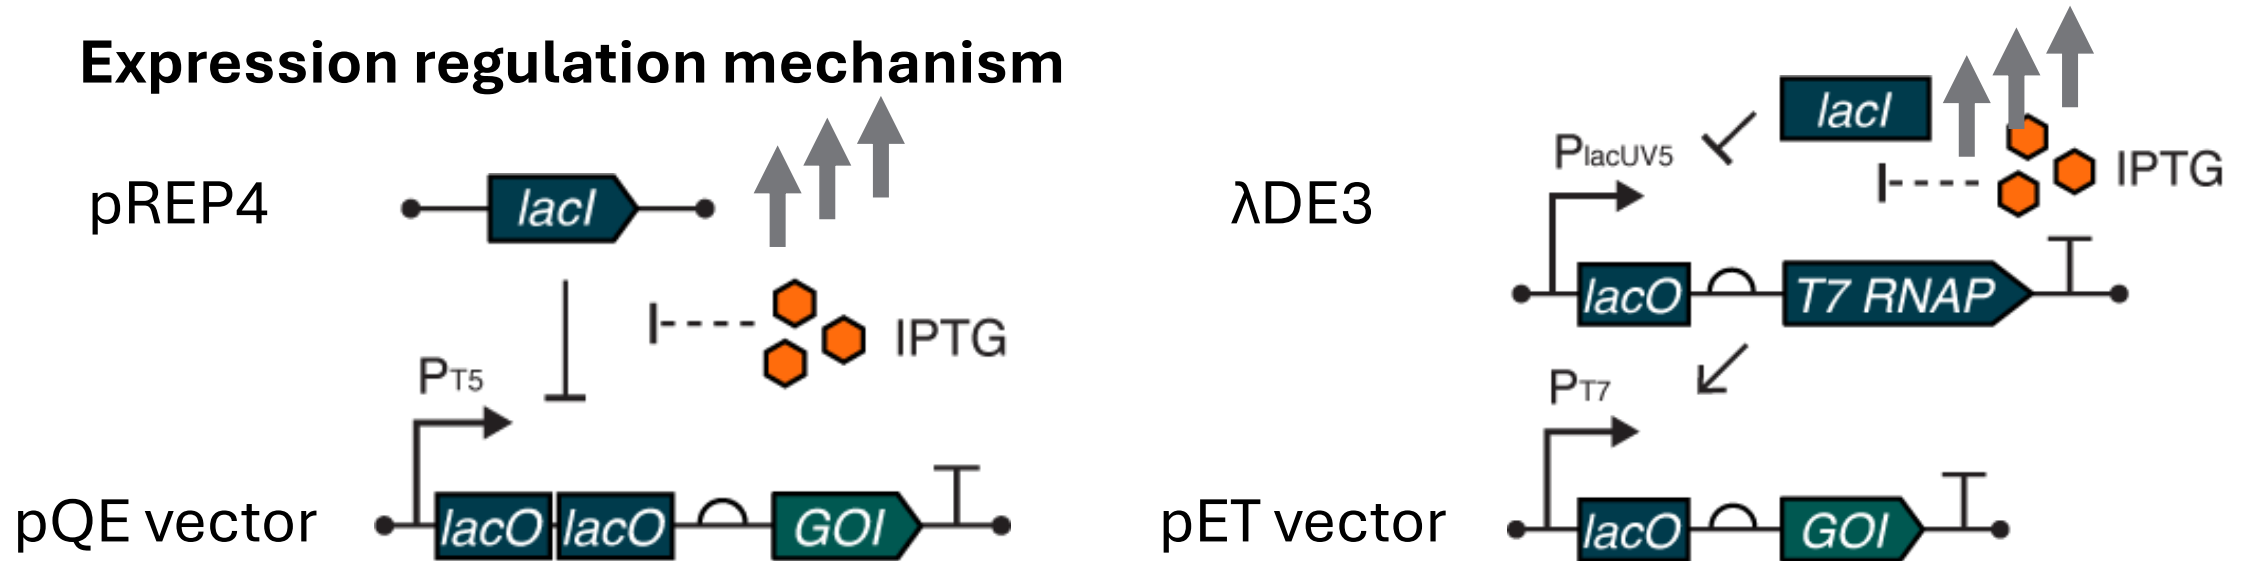 Expression regulation mechanism
pREP4
lacI
IPTG
PT5
pQE vector
lacO
lacO
GOI
lacI
PlacUV5
IPTG
λDE3
lacO
T7 RNAP
PT7
pET vector
lacO
GOI